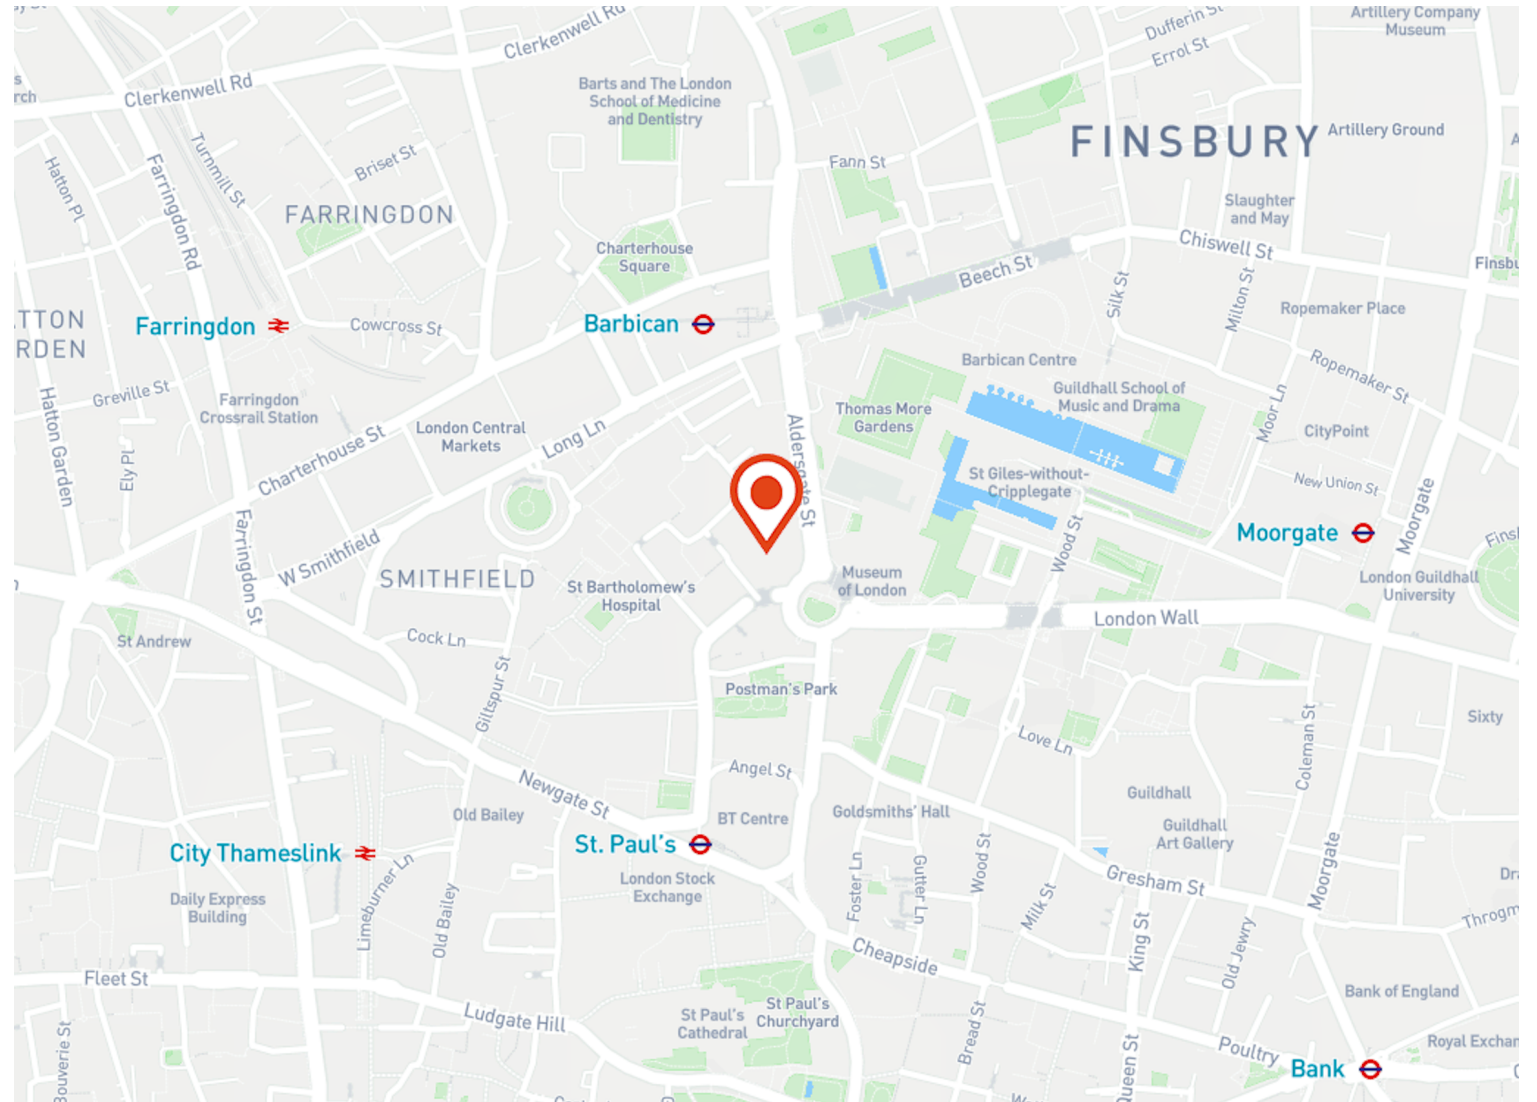 Clerkenwell Rd
Artillery Company
Museum
Dufferin St
Errol St
rch
Clerkenwell Rd
Barts and The London
School of Medicine
and Dentistry
FINSBURY
Artillery Ground
Turnmill St
Briset St
Hatton Pl
Farringdon Rd
Fann St
FARRINGDON
Slaughter
and May
Charterhouse
Square
Chiswell St
Finsbu
Beech St
Silk St
Milton St
Ropemaker Place
TTON
RDEN
Farringdon
Cowcross St
Barbican
Barbican Centre
Ropemaker St
Greville St
Hatton Garden
Farringdon
Crossrail Station
Guildhall School of
Music and Drama
Thomas More
Gardens
Moor Ln
CityPoint
London Central
Markets
Long Ln
Aldersgate St
Ely Pl
Charterhouse St
St Giles-without-
Cripplegate
New Union St
Moorgate
Moorgate
Farringdon St
W Smithfield
Wood St
Finst
SMITHFIELD
St Bartholomew's
Hospital
Museum
of London
London Guildhall
University
London Wall
St Andrew
Cock Ln
Giltspur St
Postman's Park
Sixty
Love Ln
Coleman St
Angel St
Newgate St
Old Bailey
BT Centre
Goldsmiths' Hall
Guildhall
Guildhall
Art Gallery
City Thameslink
St. Paul's
London Stock
Exchange
Limeburner Ln
Old Bailey
Foster Ln
Gutter Ln
Wood St
Milk St
Gresham St
Moorgate
Dra
Daily Express
Building
King St
Old Jewry
Throgm
Cheapside
Fleet St
Ludgate Hill
St Paul's
Cathedral
St Paul's
Churchyard
Bread St
Bank of England
Bouverie St
Queen St
Poultry
Bank
Royal Exchan